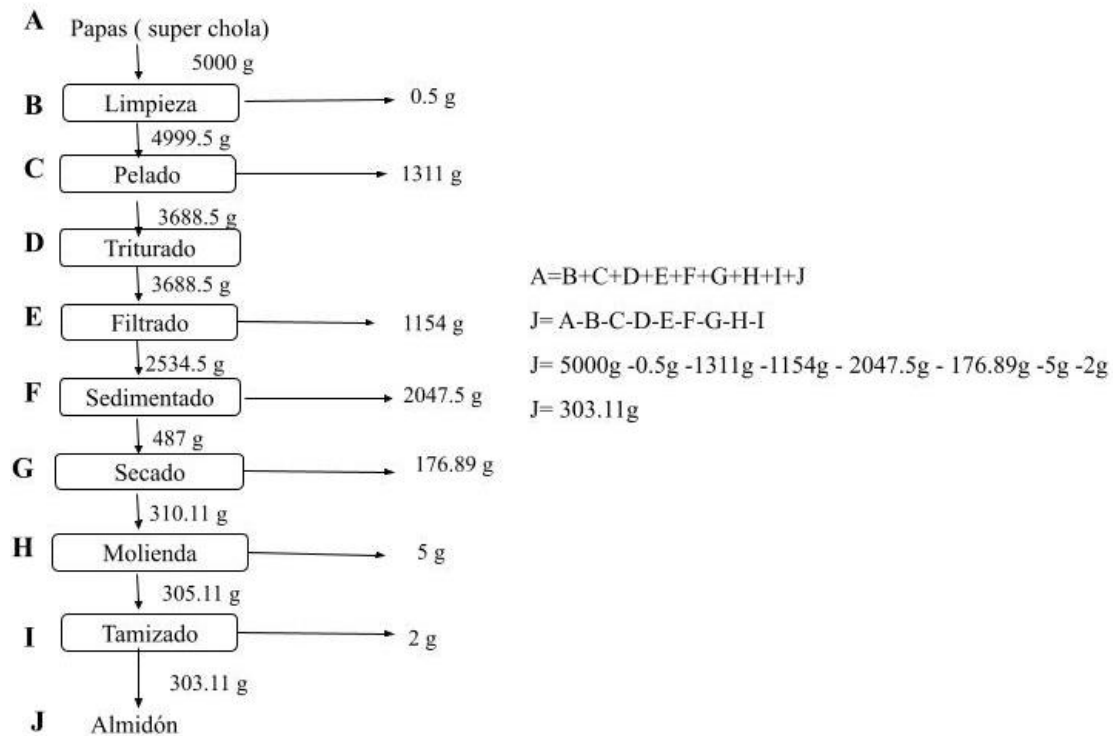 A Papas ( super chola)
5000 g
B Limpieza 0.5 g
4999.5 g
C Pelado 1311 g
3688.5 g
D Triturado
3688.5 g
E Filtrado 1154 g
2534.5 g
F Sedimentado 2047.5 g
487 g
G Secado 176.89 g
310.11 g
H Molienda 5 g
305.11 g
I Tamizado 2 g
303.11 g
J Almidón
A=B+C+D+E+F+G+H+I+J
J= A-B-C-D-E-F-G-H-I
J= 5000g -0.5g -1311g -1154g - 2047.5g - 176.89g -5g -2g
J= 303.11g